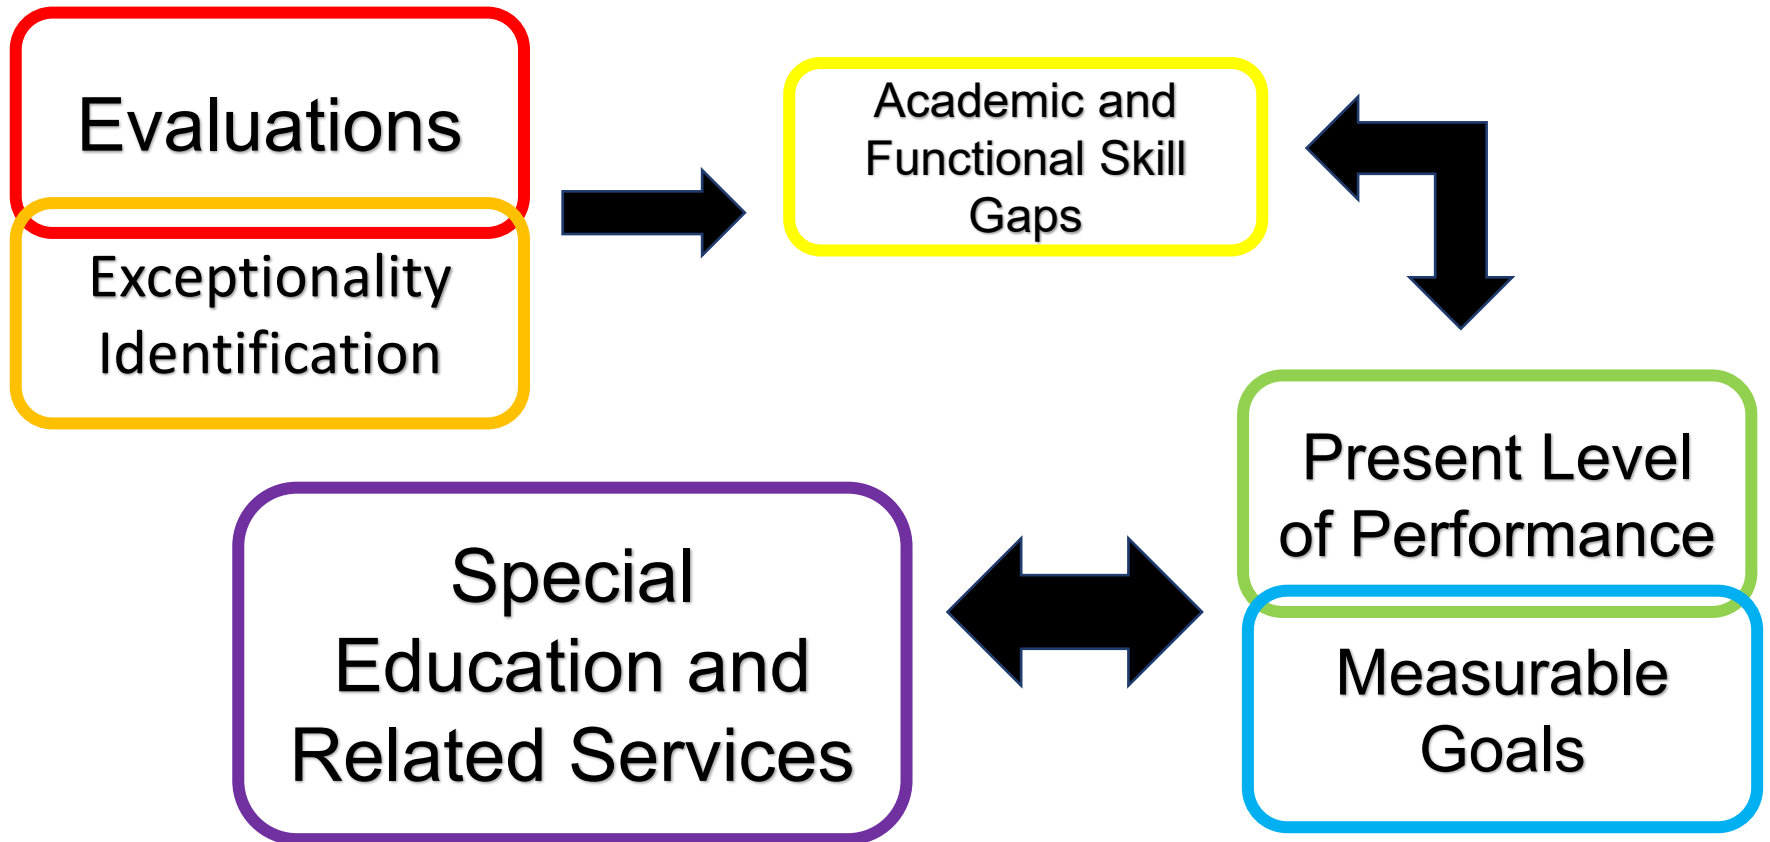 Evaluations
Exceptionality
Identification
Academic and
Functional Skill
Gaps
Present Level
of Performance
Measurable
Goals
Special
Education and
Related Services